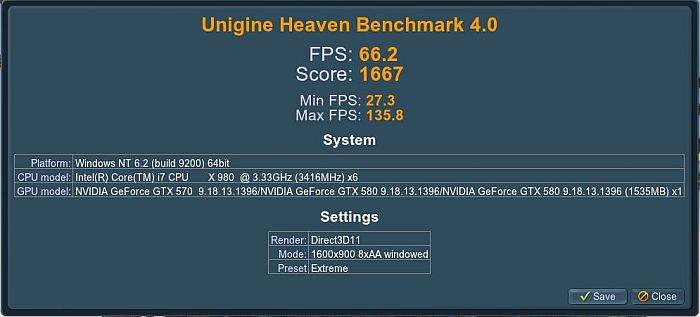 Unigine Heaven Benchmark 4.0
FPS: 66.2
Score: 1667
Min FPS: 27.3
Max FPS: 135.8
System
Platform: Windows NT 6.2 (build 9200) 64bit
CPU model: Intel(R) Core(TM) i7 CPU X 980 @ 3.33GHz (3416MHz) x6
GPU model: NVIDIA GeForce GTX 570 9.18.13.1396/NVIDIA GeForce GTX 580 9.18.13.1396/NVIDIA GeForce GTX 580 9.18.13.1396 (1535MB) x1
Settings
Render: Direct3D11
Mode: 1600x900 8xAA windowed
Preset Extreme
Save Close